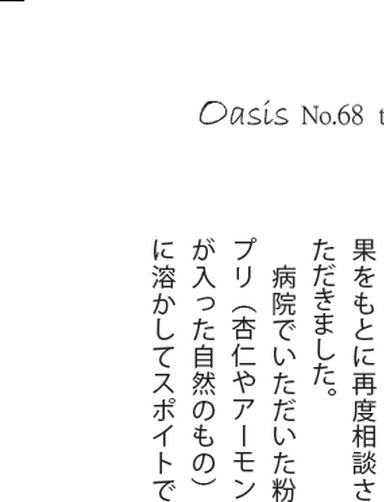 Oasis No.68 t
果をもとに再度相談さ
ただきました。
病院でいただいた粉
プリ（杏仁やアーモン
が入った自然のもの）
に溶かしてスポイトで